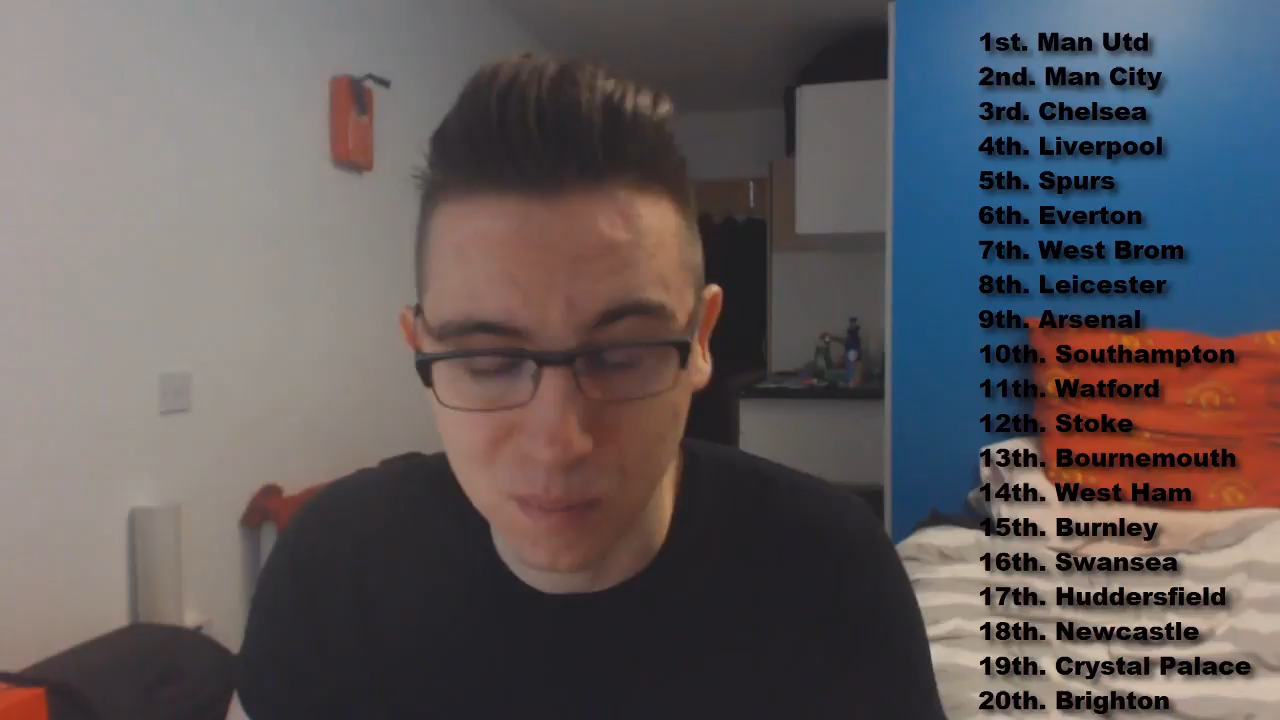 1st. Man Utd
2nd. Man City
3rd. Chelsea
4th. Liverpool
5th. Spurs
6th. Everton
7th. West Brom
8th. Leicester
9th. Arsenal
10th. Southampton
11th. Watford
12th. Stoke
13th. Bournemouth
14th. West Ham
15th. Burnley
16th. Swansea
17th. Huddersfield
18th. Newcastle
19th. Crystal Palace
20th. Brighton